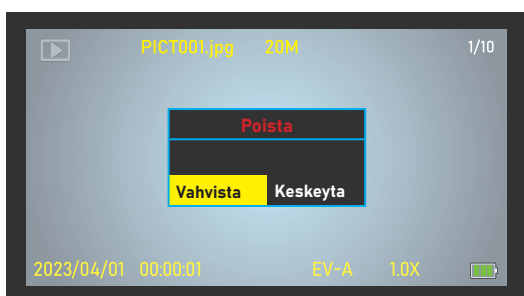 PICT001.jpg 20M 1/10
Poista
Vahvista Keskeyta
2023/04/01 00:00:01 EV-A 1.0X